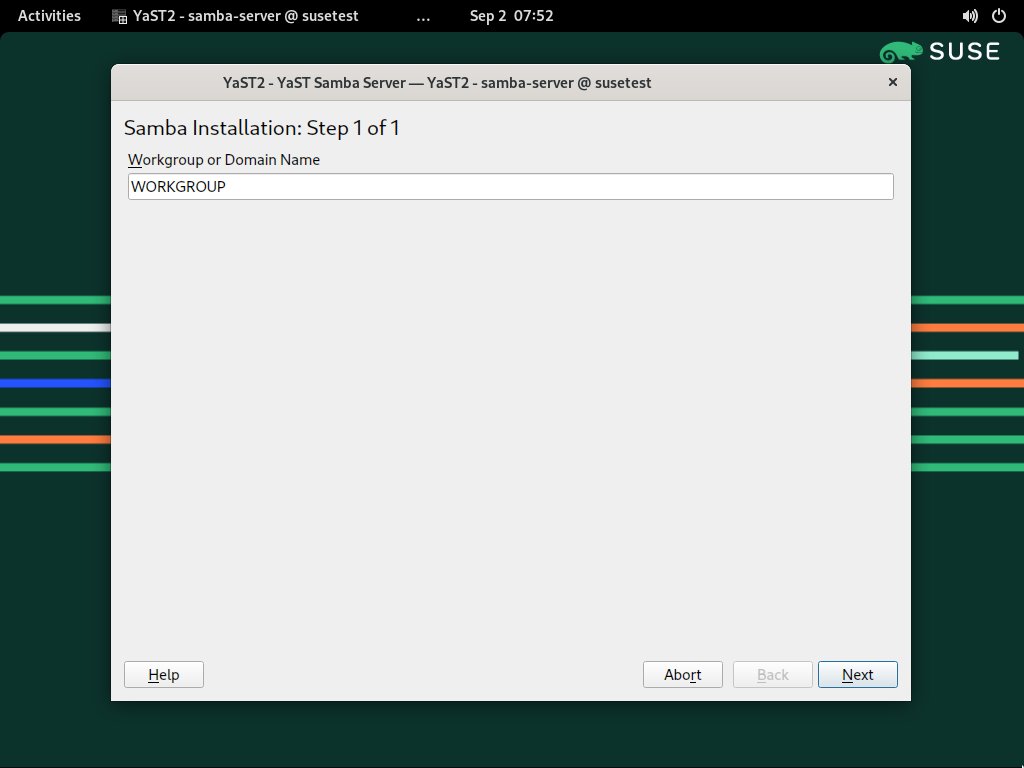 Activities
YaST2 - samba-server @ susetest
...
Sep 2 07:52
SUSE
YaST2 - YaST Samba Server — YaST2 - samba-server @ susetest
×
Samba Installation: Step 1 of 1
Workgroup or Domain Name
WORKGROUP
Help
Abort
Back
Next